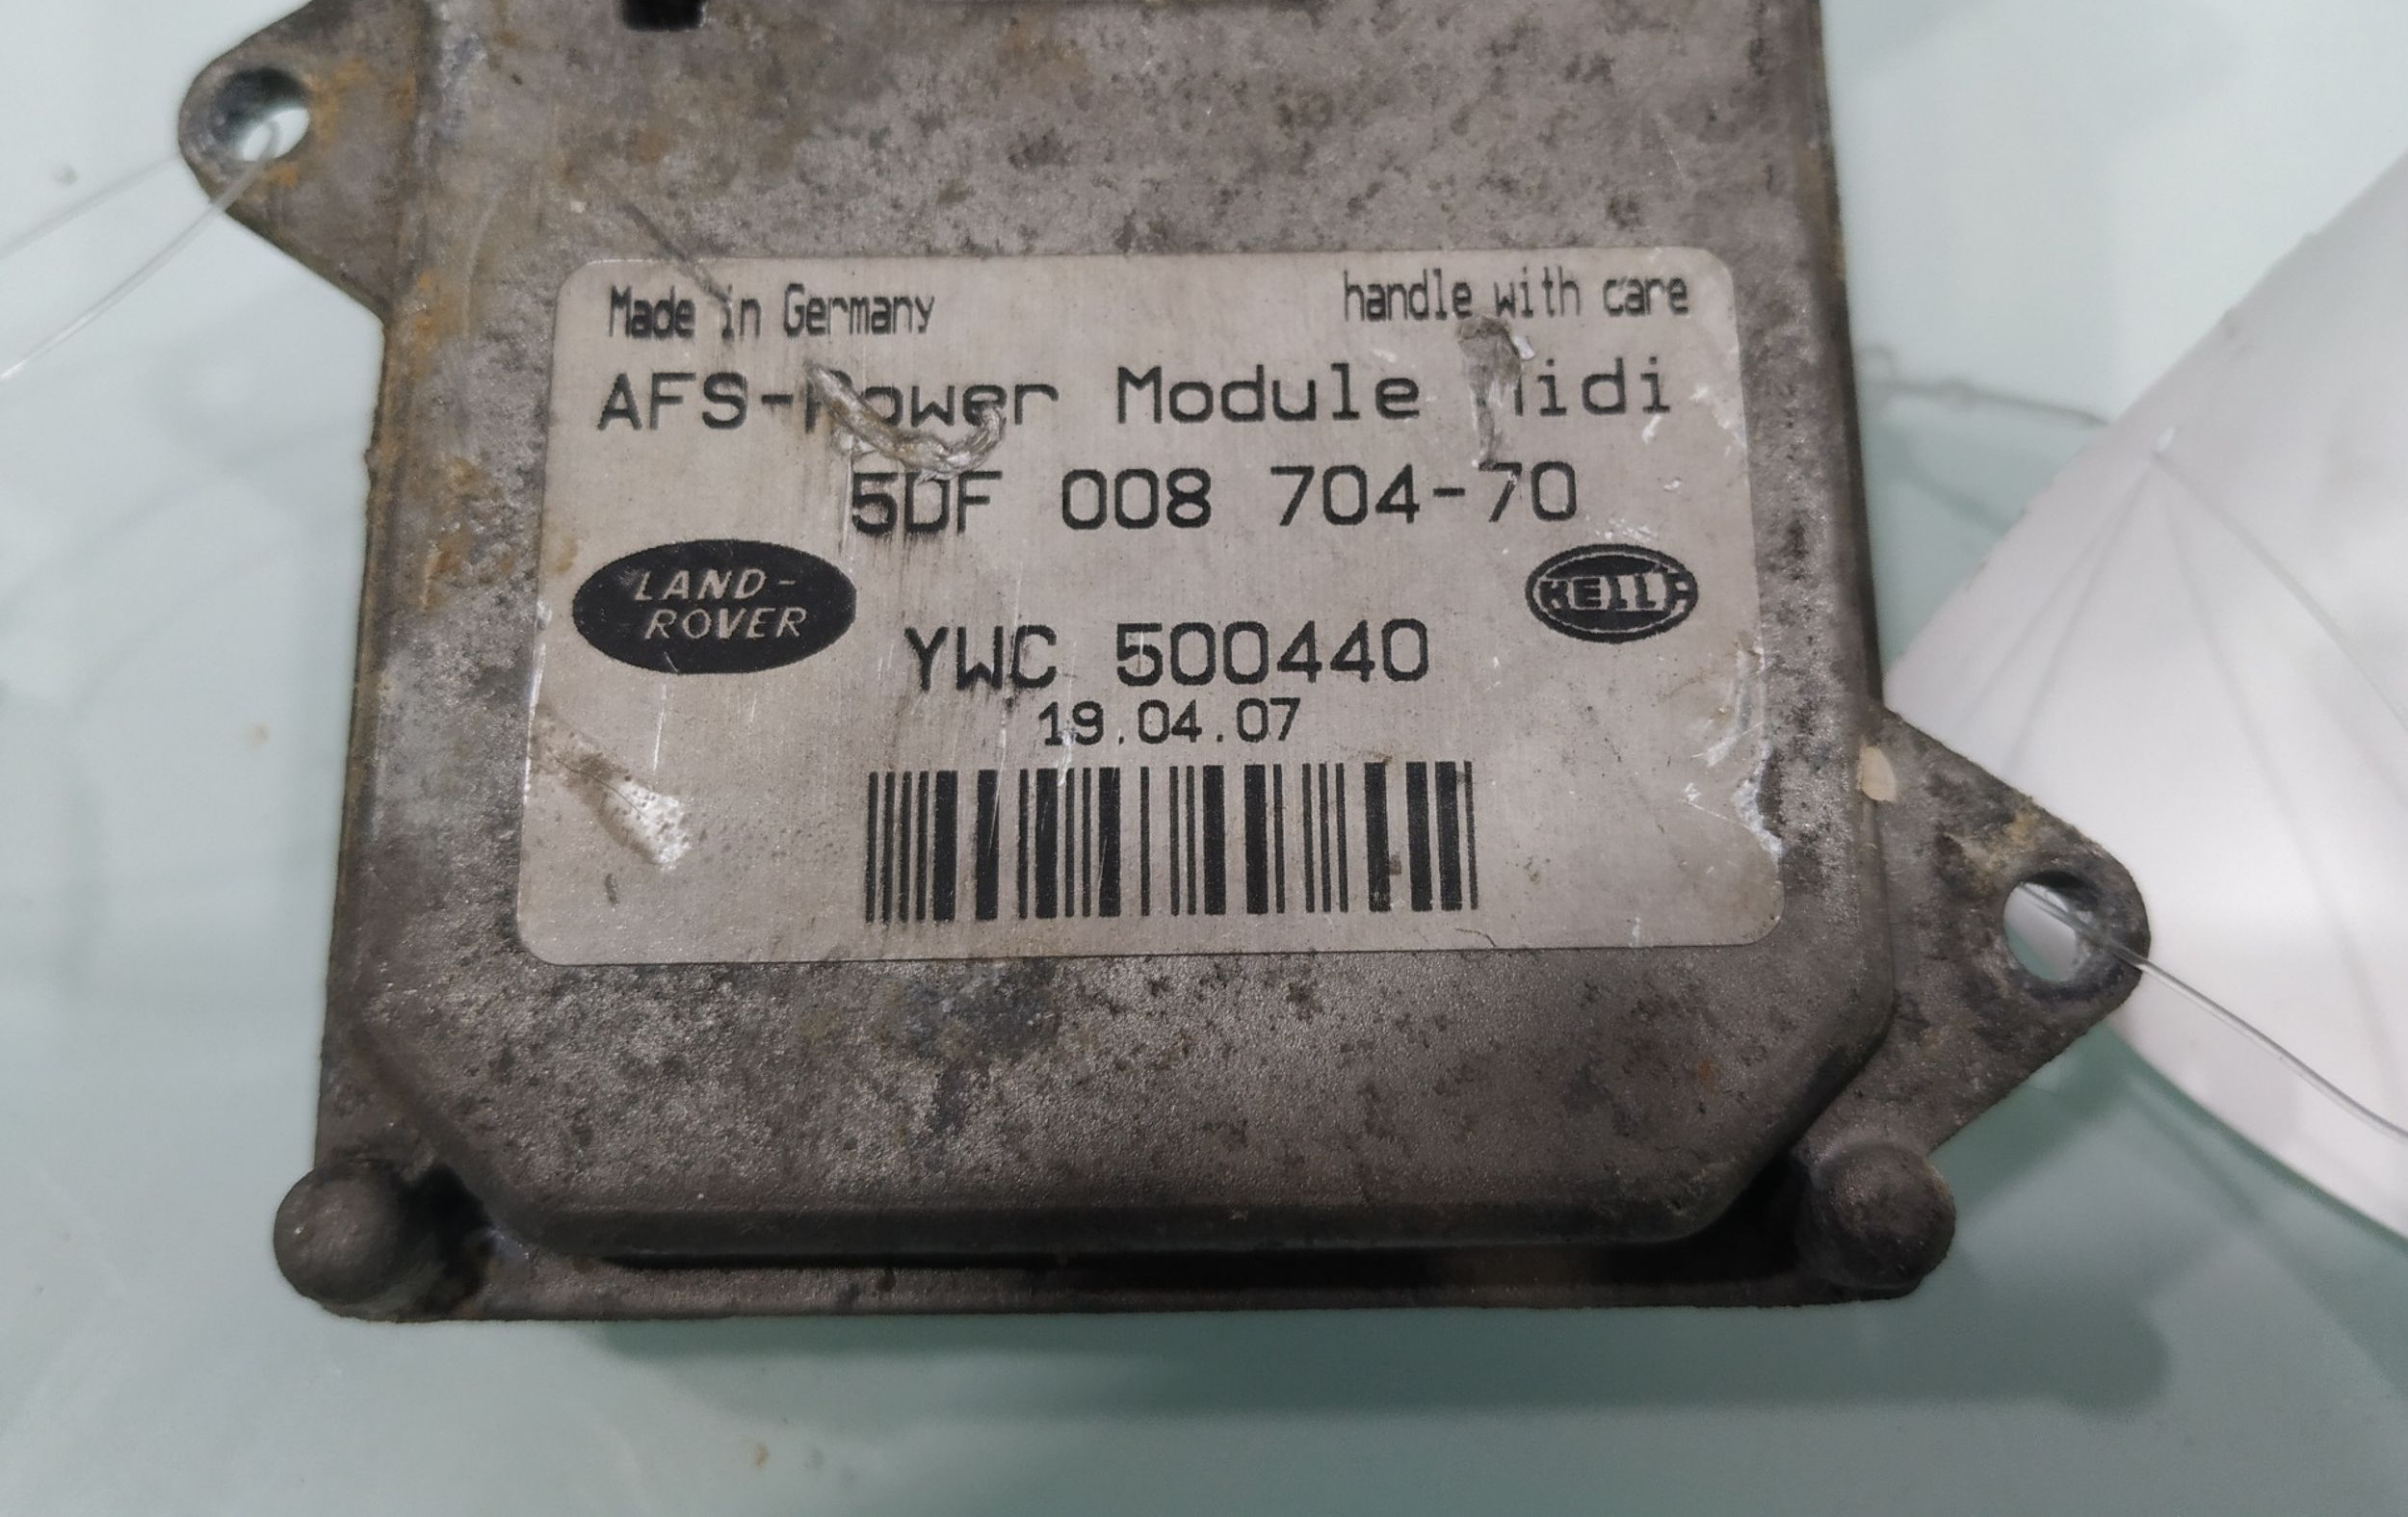 Made in Germany handle with care
AFS-Power Module Midi
5DF 008 704-70
LAND-
ROVER
HELLA
YWC 500440
19.04.07